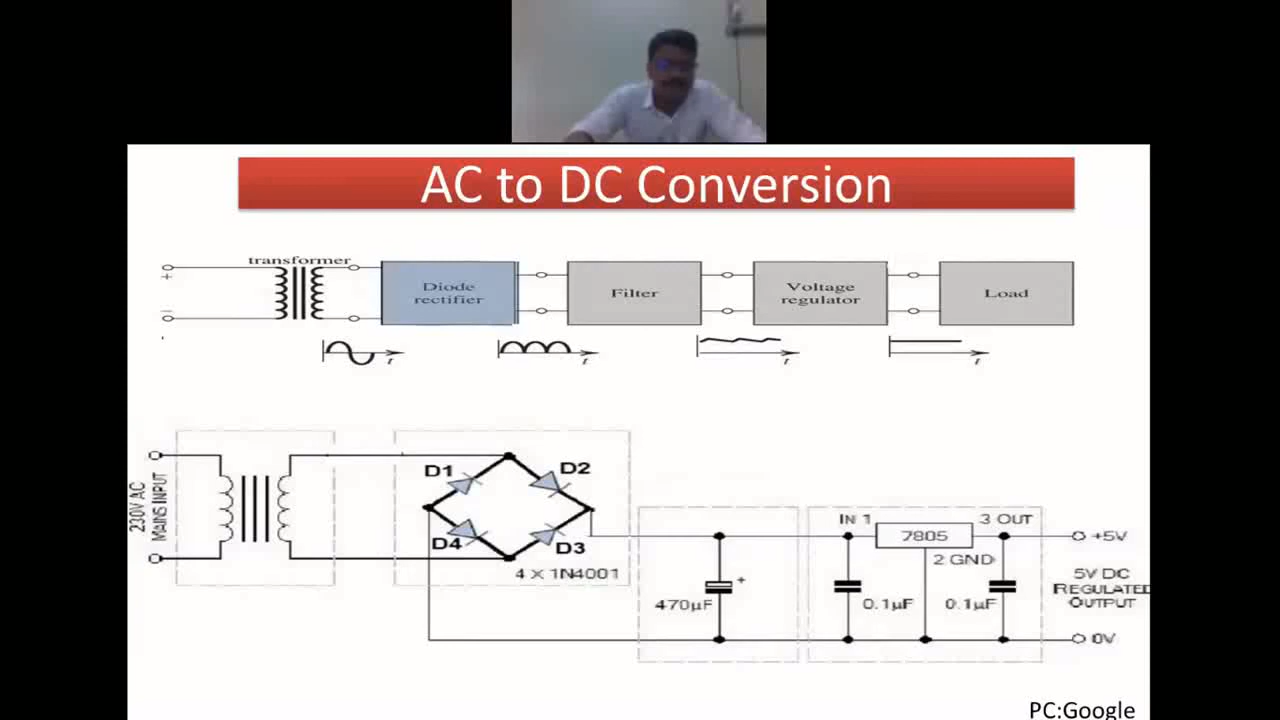 AC to DC Conversion
transformer
+
Diode
rectifier
Filter
Voltage
regulator
Load
−
t
t
t
t
230V AC
MAINS INPUT
D1
D2
D4
D3
4 X 1N4001
470µF
+
IN 1
7805
3 OUT
2 GND
0.1µF
0.1µF
+5V
5V DC
REGULATED
OUTPUT
0V
PC:Google